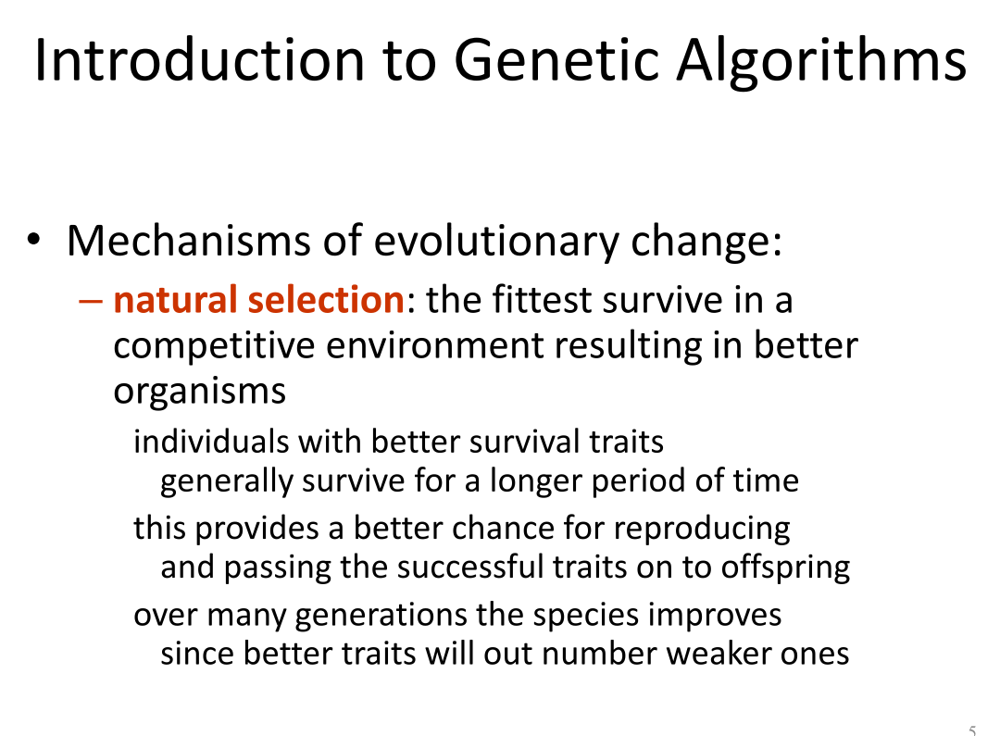 Introduction to Genetic Algorithms
• Mechanisms of evolutionary change:
– natural selection: the fittest survive in a
competitive environment resulting in better
organisms
individuals with better survival traits
generally survive for a longer period of time
this provides a better chance for reproducing
and passing the successful traits on to offspring
over many generations the species improves
since better traits will out number weaker ones
5